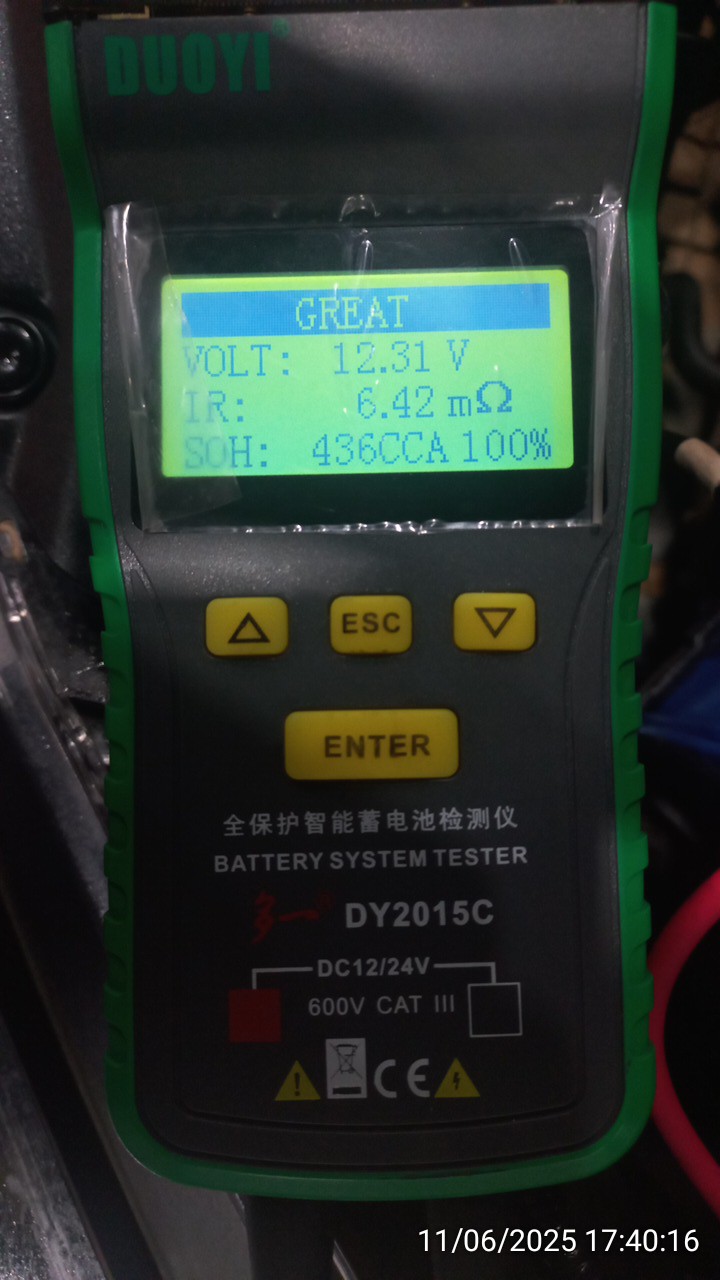 DUOYI®
GREAT
VOLT: 12.31 V
IR: 6.42 mΩ
SOH: 436CCA 100%
ESC
ENTER
全保护智能蓄电池检测仪
BATTERY SYSTEM TESTER
多一® DY2015C
DC12/24V
600V CAT III
CE
11/06/2025 17:40:16